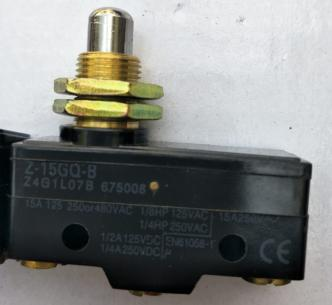 Z-15GQ-B
Z4G1L07B 675008
15A 125 250or480VAC 1/8HP 125VAC 15A250V
1/4HP 250VAC
1/2A125VDC EN61058-1
1/4A250VDC μ CE